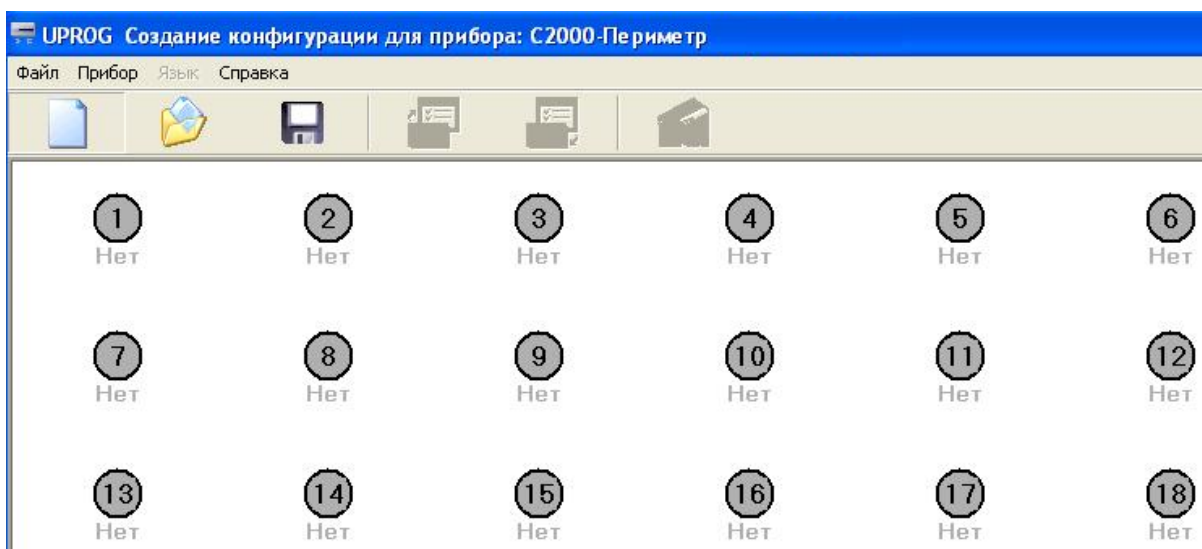 UPROG Создание конфигурации для прибора: С2000-Периметр
Файл Прибор Язык Справка
1 2 3 4 5 6
Нет Нет Нет Нет Нет Нет
7 8 9 10 11 12
Нет Нет Нет Нет Нет Нет
13 14 15 16 17 18
Нет Нет Нет Нет Нет Нет